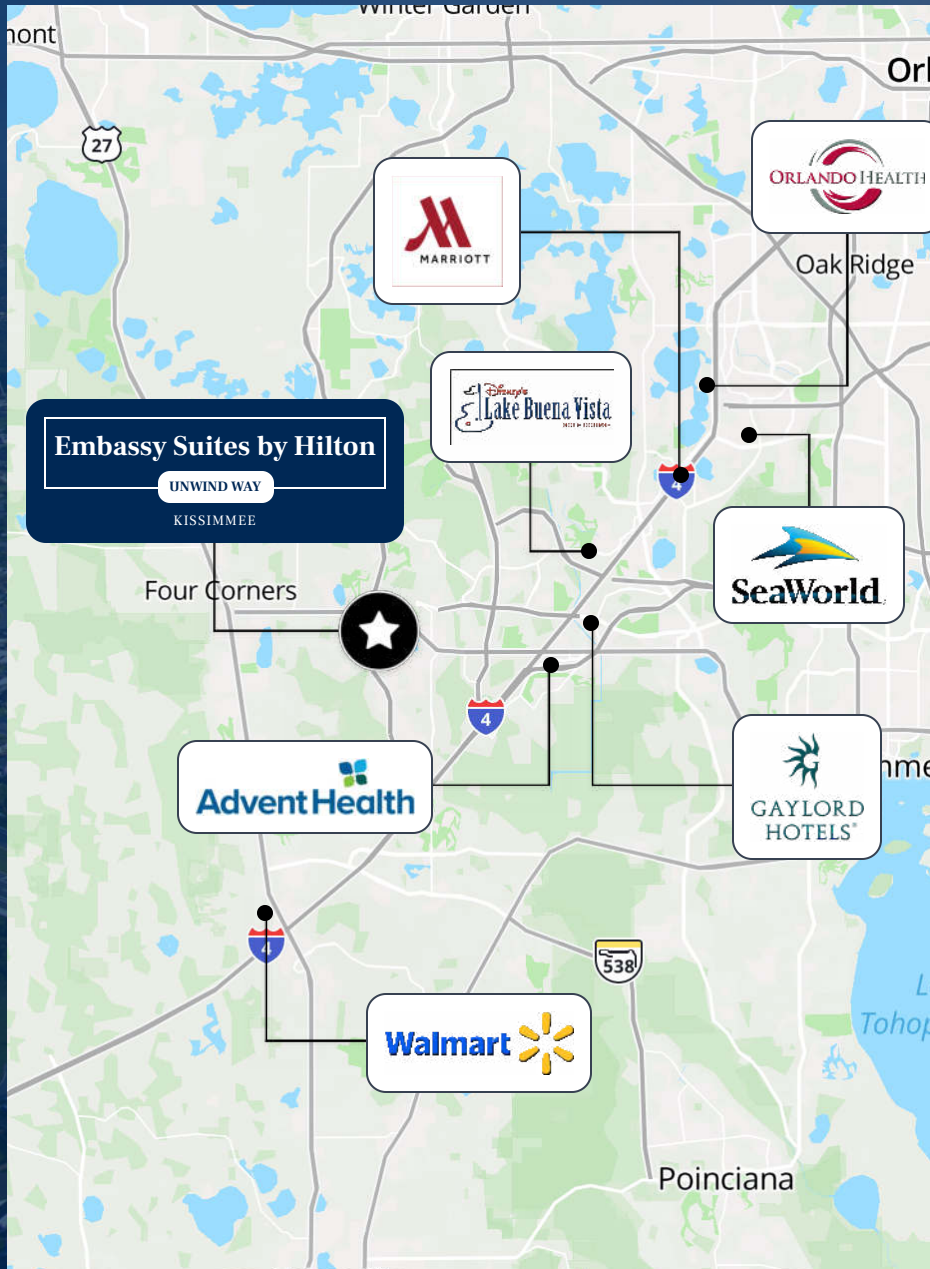 Winter Garden
mont
Orl
27
ORLANDO HEALTH
MARRIOTT
Oak Ridge
Disney's
Lake Buena Vista
Embassy Suites by Hilton
UNWIND WAY
KISSIMMEE
4
SeaWorld
Four Corners
4
AdventHealth
GAYLORD
HOTELS®
mme
4
538
L
Tohop
Walmart
Poinciana